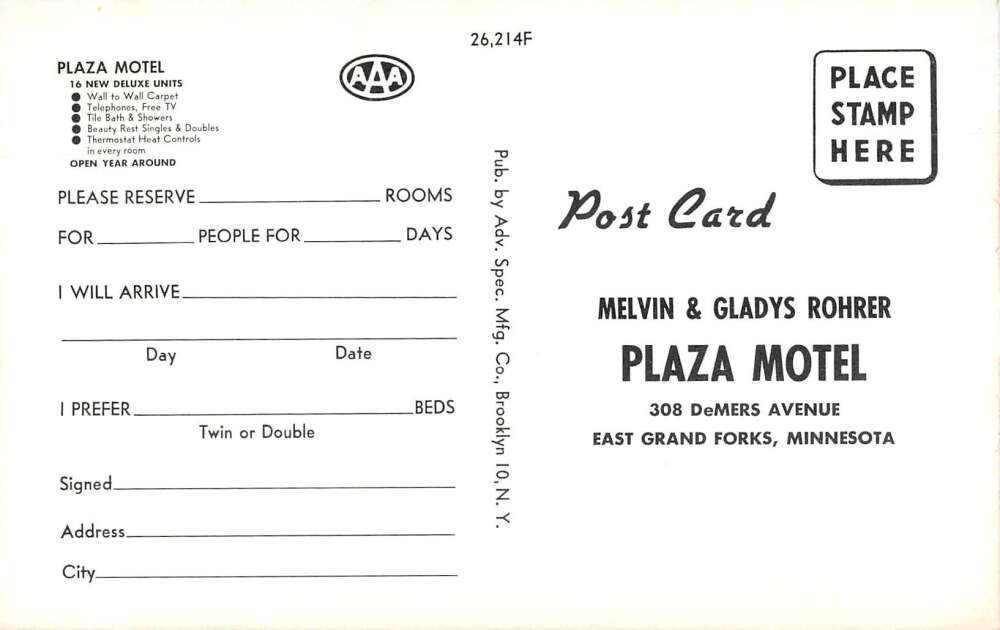 26,214F
PLAZA MOTEL
16 NEW DELUXE UNITS
● Wall to Wall Carpet
● Telephones, Free TV
● Tile Bath & Showers
● Beauty Rest Singles & Doubles
● Thermostat Heat Controls
in every room
OPEN YEAR AROUND
AAA
PLEASE RESERVE ROOMS
FOR PEOPLE FOR DAYS
I WILL ARRIVE
Day Date
I PREFER BEDS
Twin or Double
Signed
Address
City
Pub. by Adv. Spec. Mfg. Co., Brooklyn 10, N. Y.
PLACE
STAMP
HERE
Post Card
MELVIN & GLADYS ROHRER
PLAZA MOTEL
308 DeMERS AVENUE
EAST GRAND FORKS, MINNESOTA